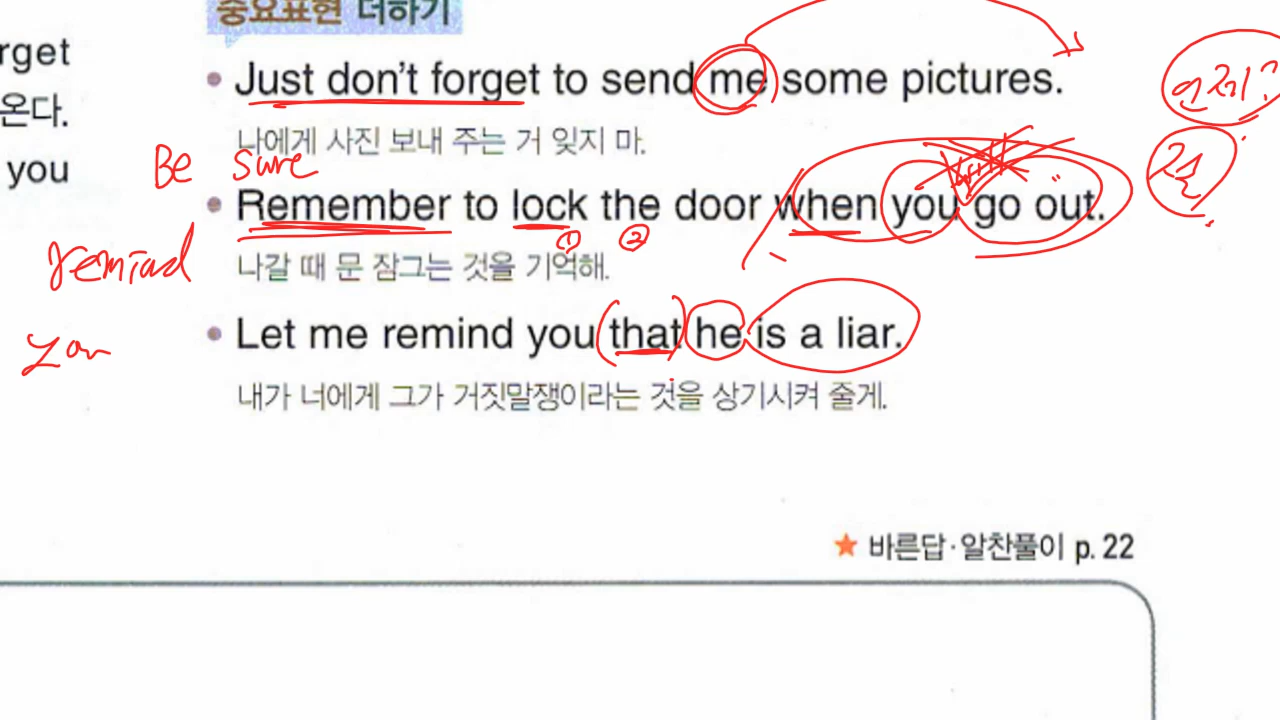 중요표현 더하기
rget
Just don't forget to send me some pictures.
언제?
온다.
나에게 사진 보내 주는 거 잊지 마.
you
Be sure
will
절
Remember to lock the door when you go out.
① ②
remind
나갈 때 문 잠그는 것을 기억해.
Let me remind you that he is a liar.
you
내가 너에게 그가 거짓말쟁이라는 것을 상기시켜 줄게.
★ 바른답·알찬풀이 p. 22